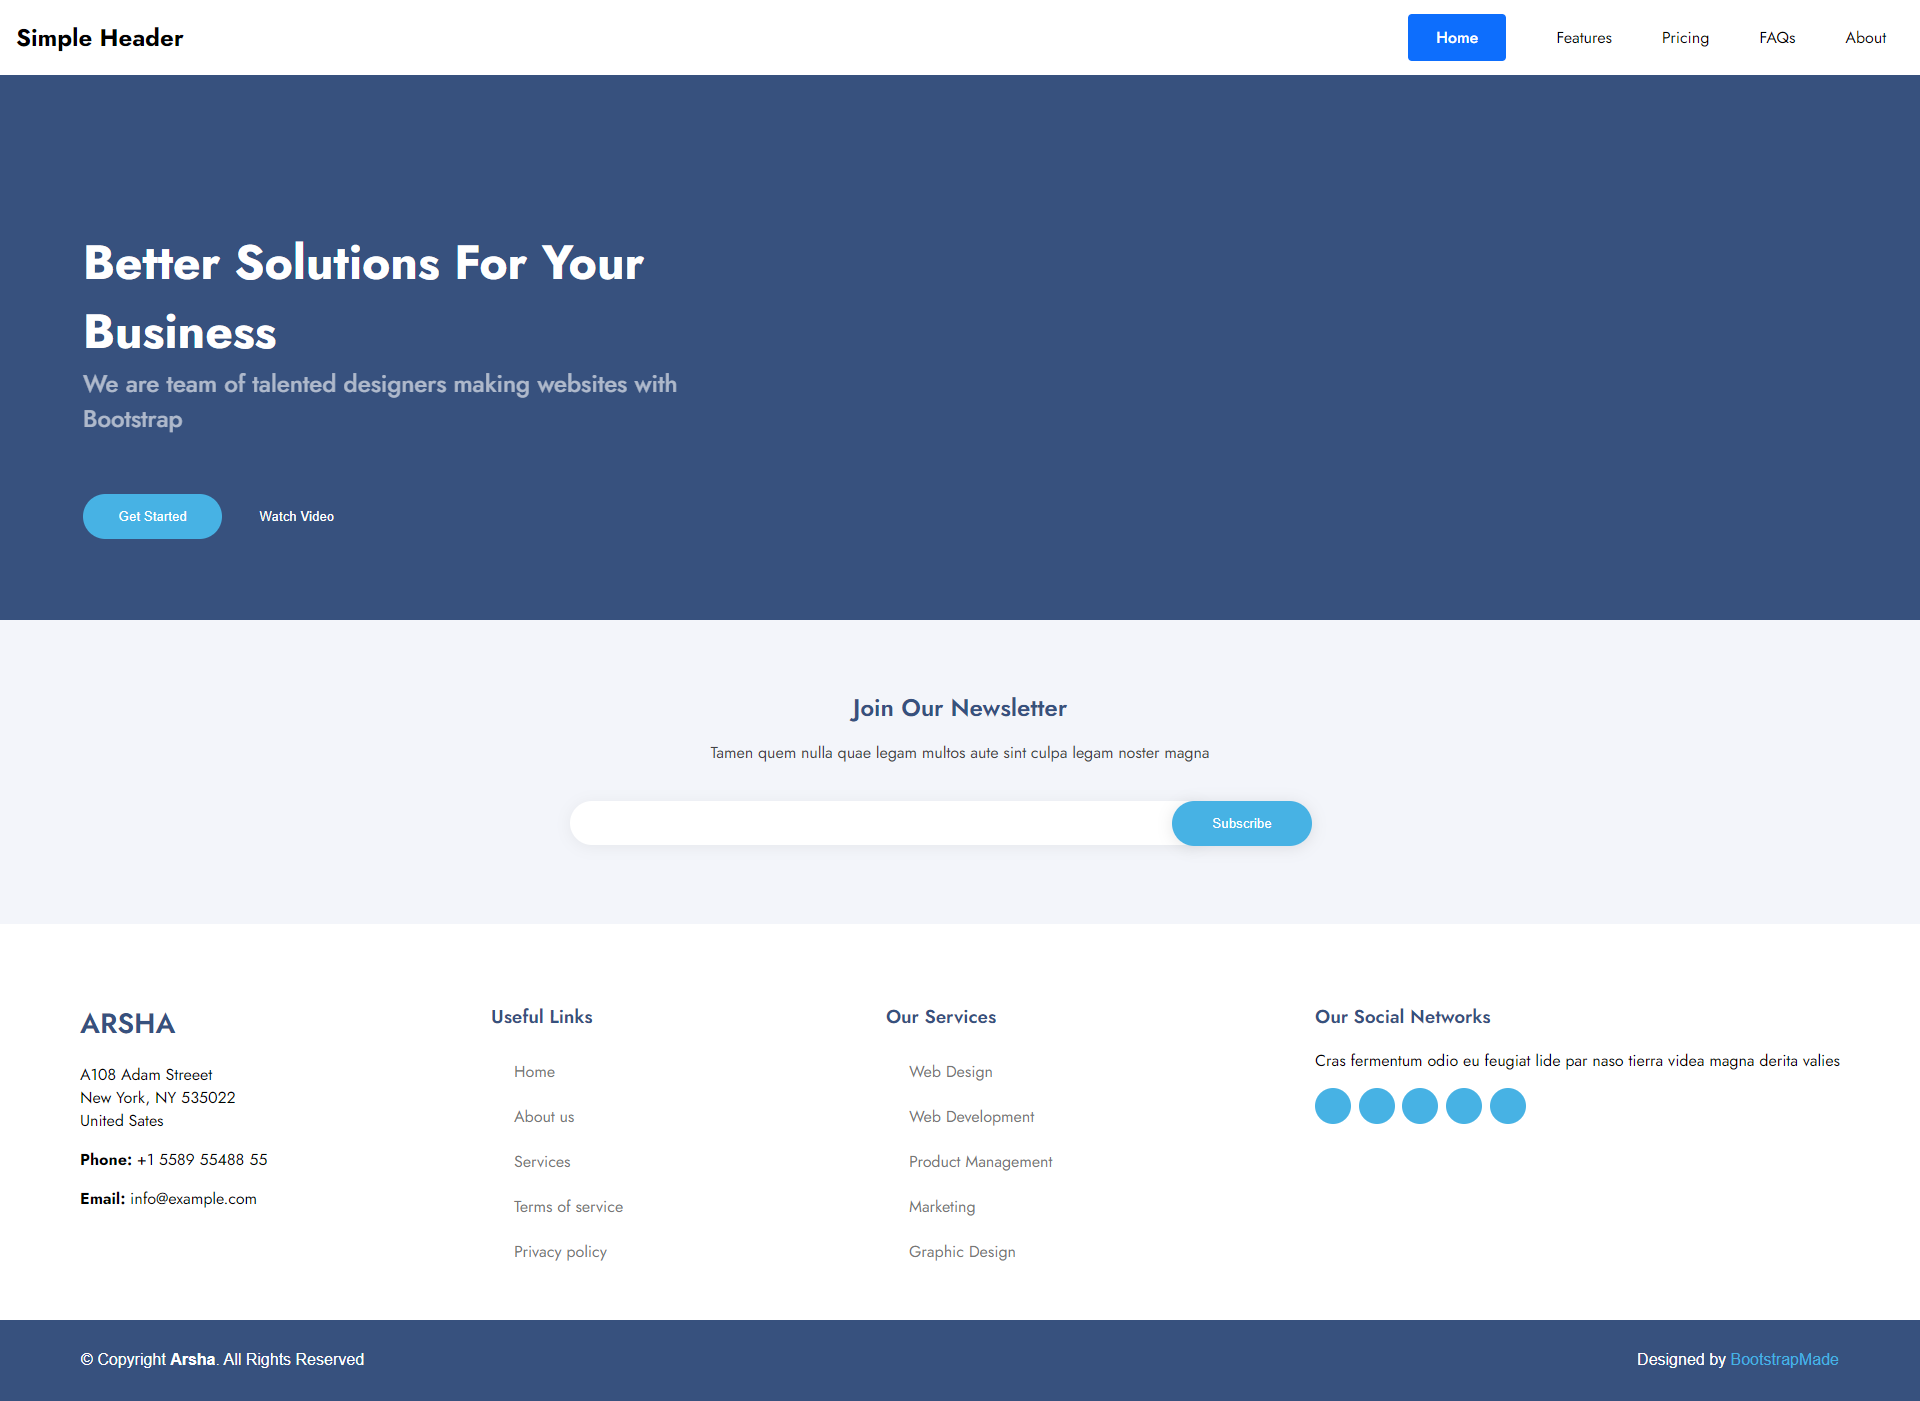 Simple Header
Home
Features
Pricing
FAQs
About
Better Solutions For Your
Business
We are team of talented designers making websites with
Bootstrap
Get Started
Watch Video
Join Our Newsletter
Tamen quem nulla quae legam multos aute sint culpa legam noster magna
Subscribe
ARSHA
A108 Adam Streeet
New York, NY 535022
United Sates
Phone: +1 5589 55488 55
Email: info@example.com
Useful Links
Home
About us
Services
Terms of service
Privacy policy
Our Services
Web Design
Web Development
Product Management
Marketing
Graphic Design
Our Social Networks
Cras fermentum odio eu feugiat lide par naso tierra videa magna derita valies
© Copyright Arsha. All Rights Reserved
Designed by BootstrapMade